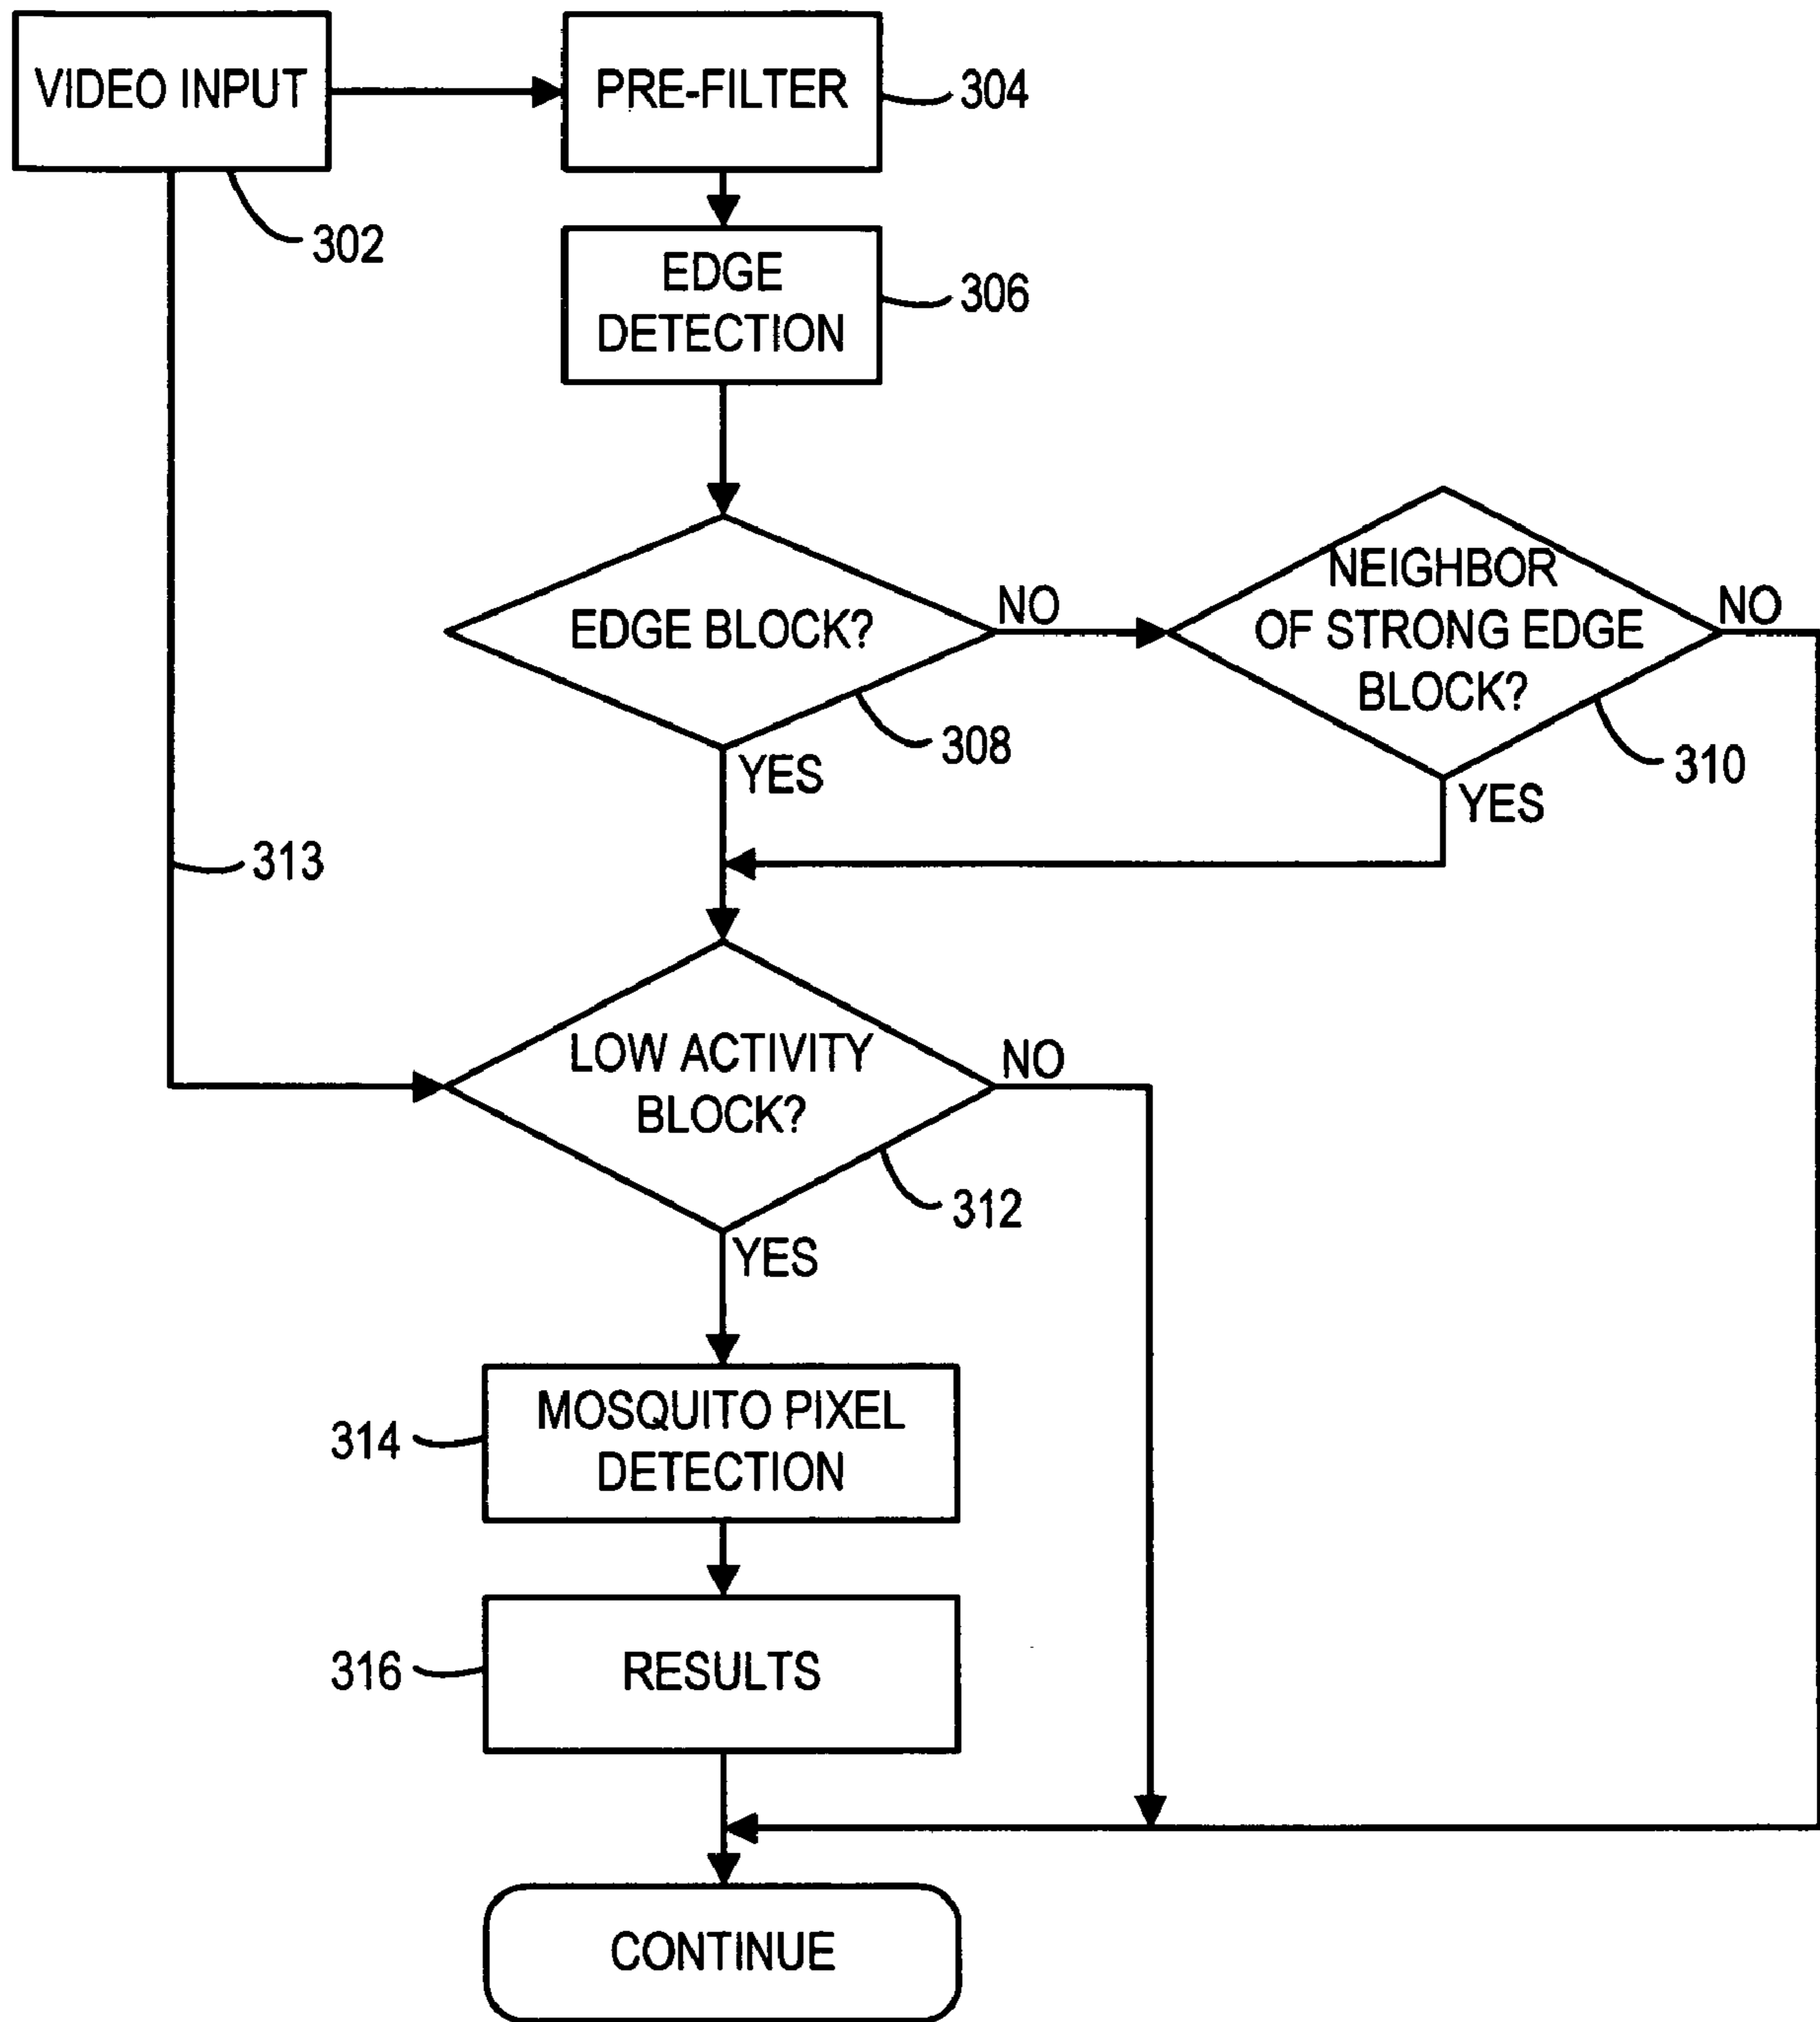 VIDEO INPUT
302
PRE-FILTER
304
EDGE
DETECTION
306
EDGE BLOCK?
308
NO
YES
NEIGHBOR
OF STRONG EDGE
BLOCK?
310
NO
YES
313
LOW ACTIVITY
BLOCK?
312
NO
YES
MOSQUITO PIXEL
DETECTION
314
RESULTS
316
CONTINUE